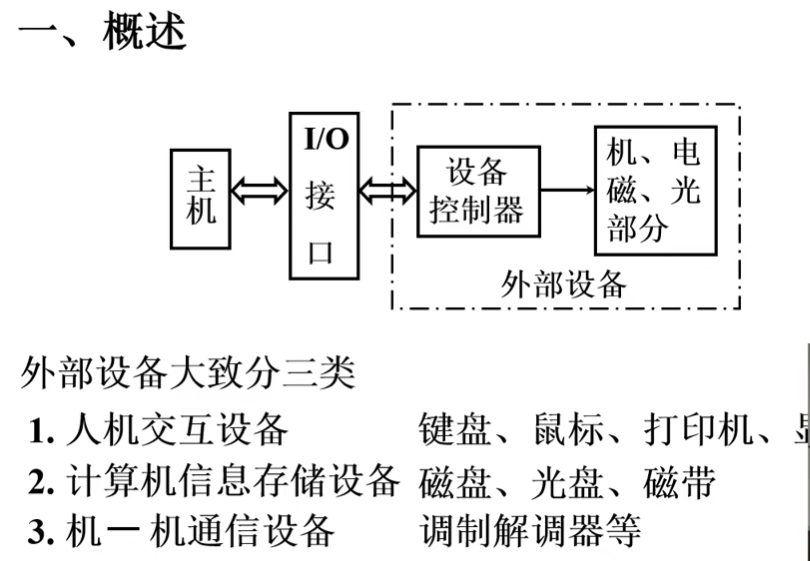 一、概述
主
机
I/O
接
口
设备
控制器
机、电
磁、光
部分
外部设备
外部设备大致分三类
1. 人机交互设备 键盘、鼠标、打印机、
2. 计算机信息存储设备 磁盘、光盘、磁带
3. 机－机通信设备 调制解调器等